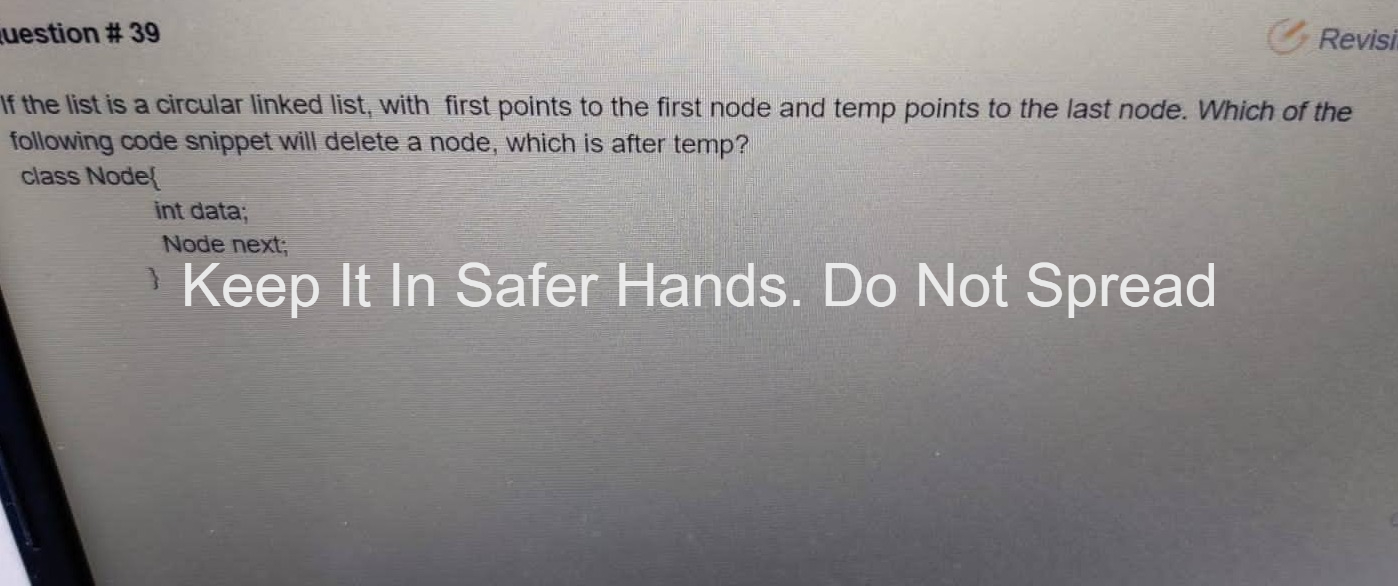 uestion # 39
Revisi
If the list is a circular linked list, with first points to the first node and temp points to the last node. Which of the
following code snippet will delete a node, which is after temp?
class Node{
int data;
Node next;
}
Keep It In Safer Hands. Do Not Spread